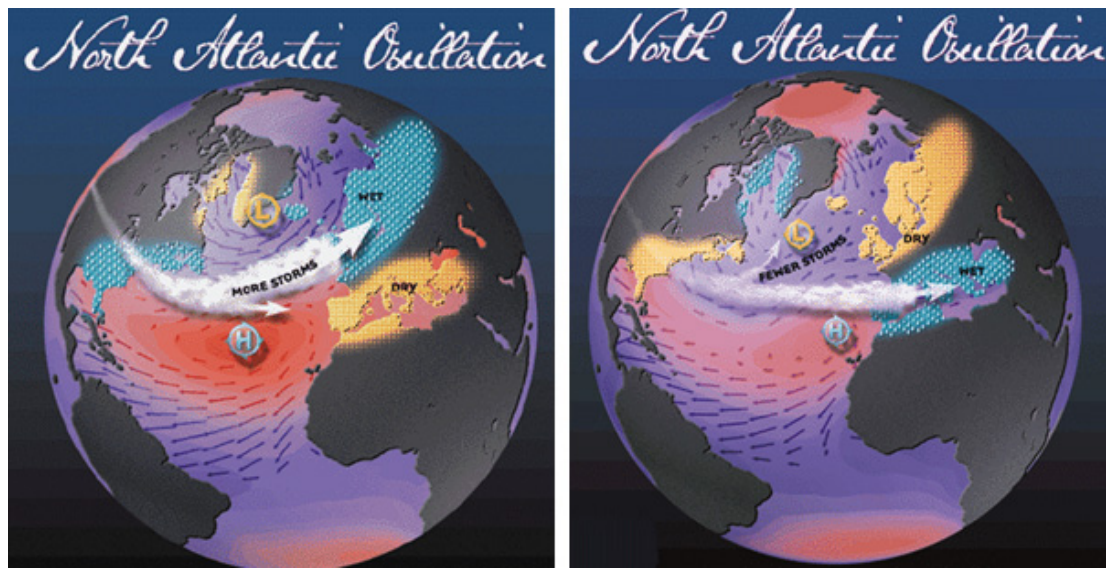 North Atlantic Oscillation
L
WET
MORE STORMS
DRY
H
North Atlantic Oscillation
L
DRY
FEWER STORMS
WET
H